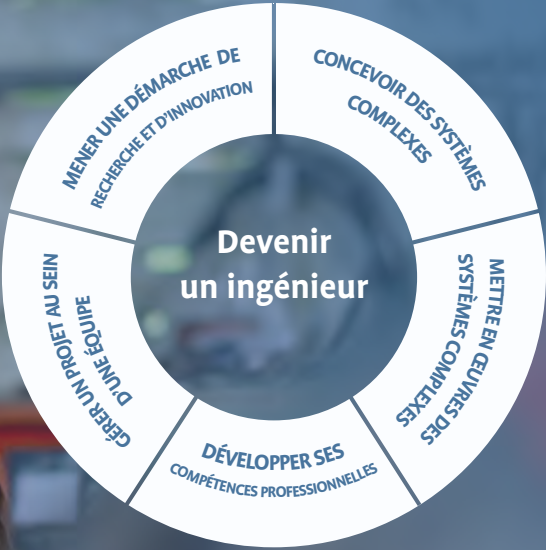 Devenir
un ingénieur
CONCEVOIR DES SYSTÈMES
COMPLEXES
METTRE EN ŒUVRES DES
SYSTÈMES COMPLEXES
DÉVELOPPER SES
COMPÉTENCES PROFESSIONNELLES
GÉRER UN PROJET AU SEIN
D'UNE ÉQUIPE
MENER UNE DÉMARCHE DE
RECHERCHE ET D'INNOVATION